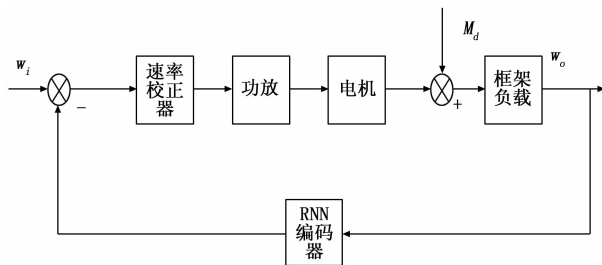 M_d
w_i
w_o
速率
校正
器
功放
电机
框架
负载
−
+
RNN
编码
器